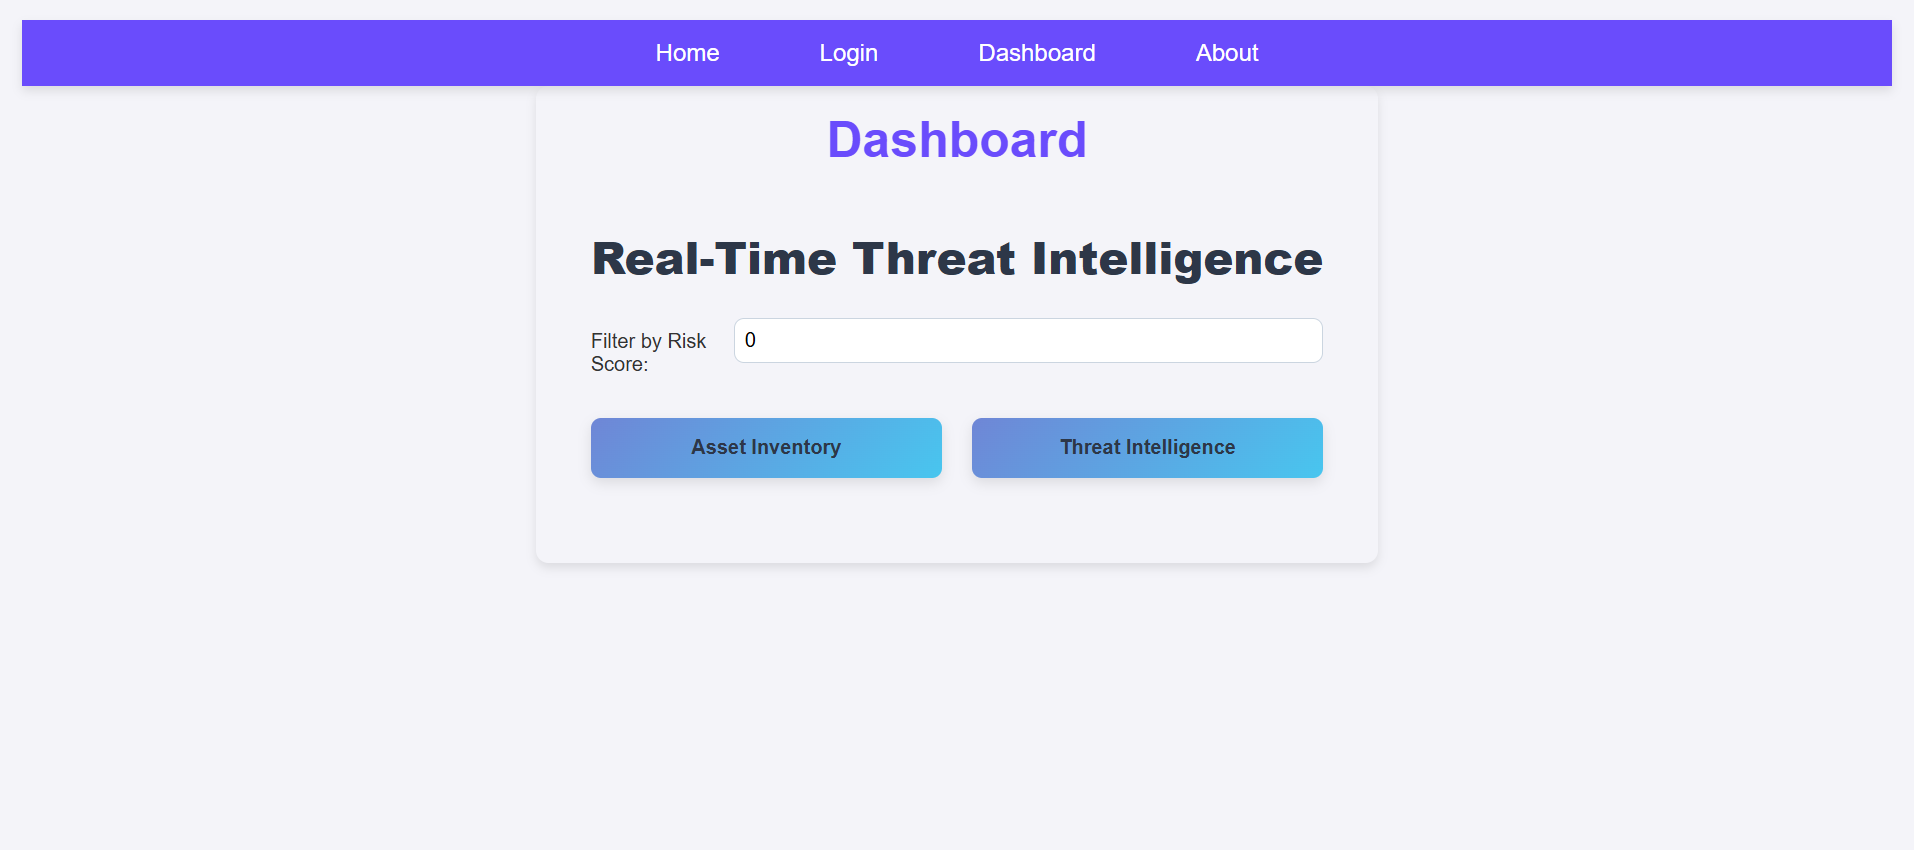 Home Login Dashboard About
Dashboard
Real-Time Threat Intelligence
Filter by Risk
Score:
0
Asset Inventory
Threat Intelligence